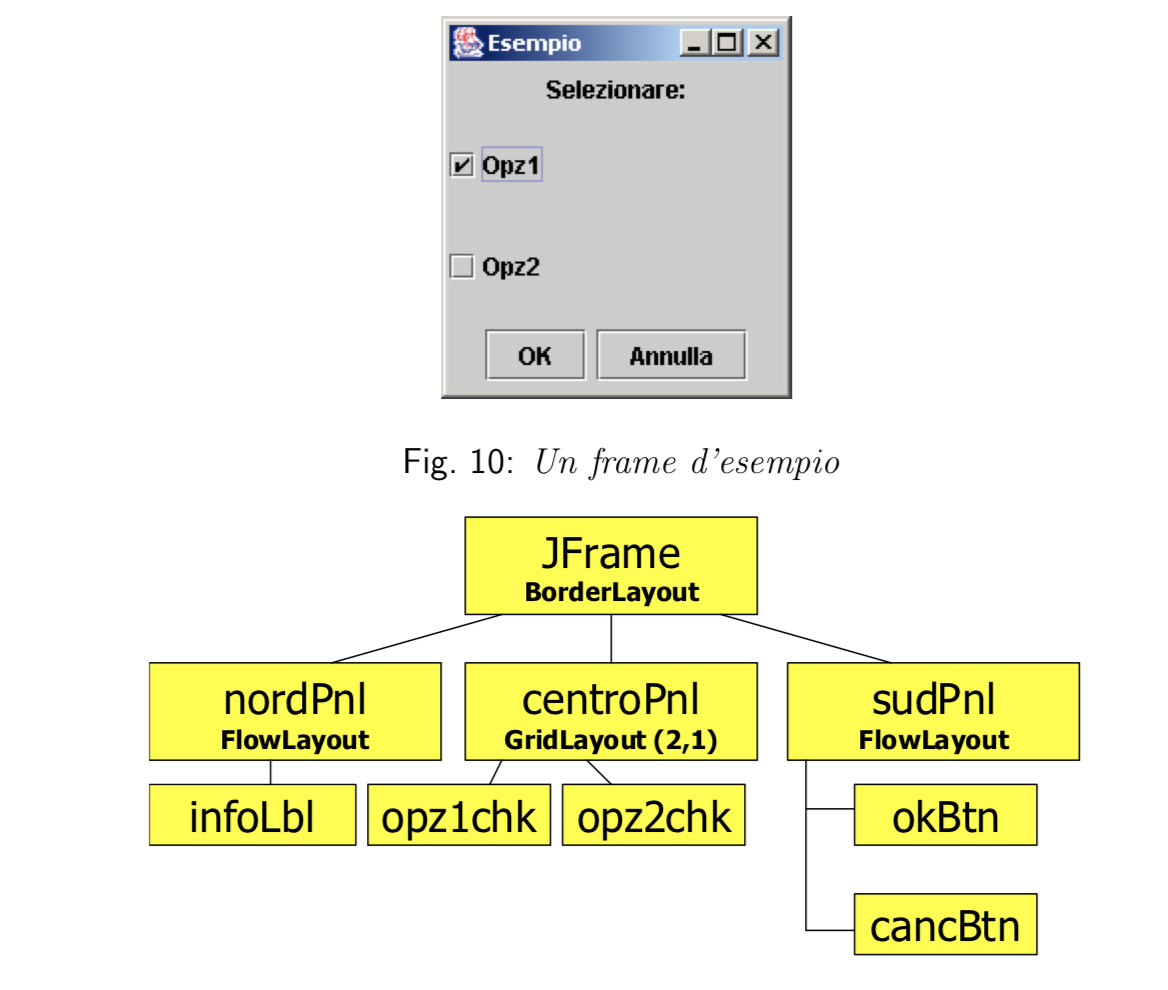 Esempio
Selezionare:
Opz1
Opz2
OK Annulla
Fig. 10: Un frame d'esempio
JFrame
BorderLayout
nordPnl centroPnl sudPnl
FlowLayout GridLayout (2,1) FlowLayout
infoLbl opz1chk opz2chk okBtn
cancBtn